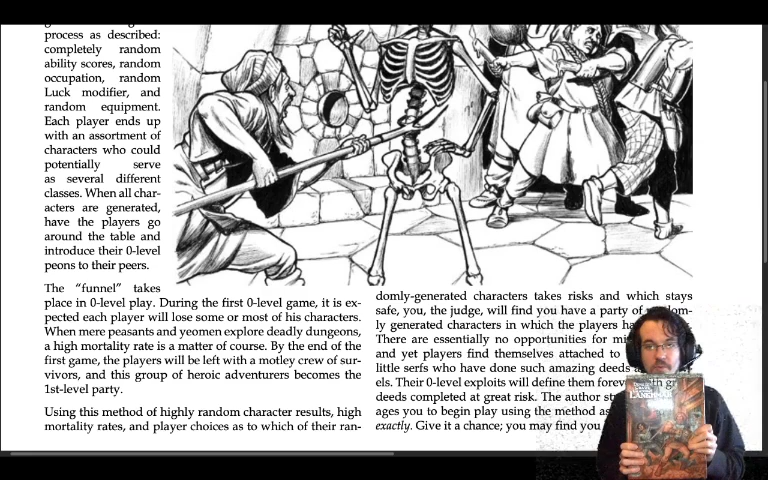 process as described:
completely random
ability scores, random
occupation, random
Luck modifier, and
random equipment.
Each player ends up
with an assortment of
characters who could
potentially serve
as several different
classes. When all char-
acters are generated,
have the players go
around the table and
introduce their 0-level
peons to their peers.
The “funnel” takes
place in 0-level play. During the first 0-level game, it is ex-
pected each player will lose some or most of his characters.
When mere peasants and yeomen explore deadly dungeons,
a high mortality rate is a matter of course. By the end of the
first game, the players will be left with a motley crew of sur-
vivors, and this group of heroic adventurers becomes the
1st-level party.
Using this method of highly random character results, high
mortality rates, and player choices as to which of their ran-
domly-generated characters takes risks and which stays
safe, you, the judge, will find you have a party of
ly generated characters in which the players
There are essentially no opportunities for
and yet players find themselves attached to
little serfs who have done such amazing deeds
els. Their 0-level exploits will define them
deeds completed at great risk. The author
ages you to begin play using the method as
exactly. Give it a chance; you may find you
LANKHMAR